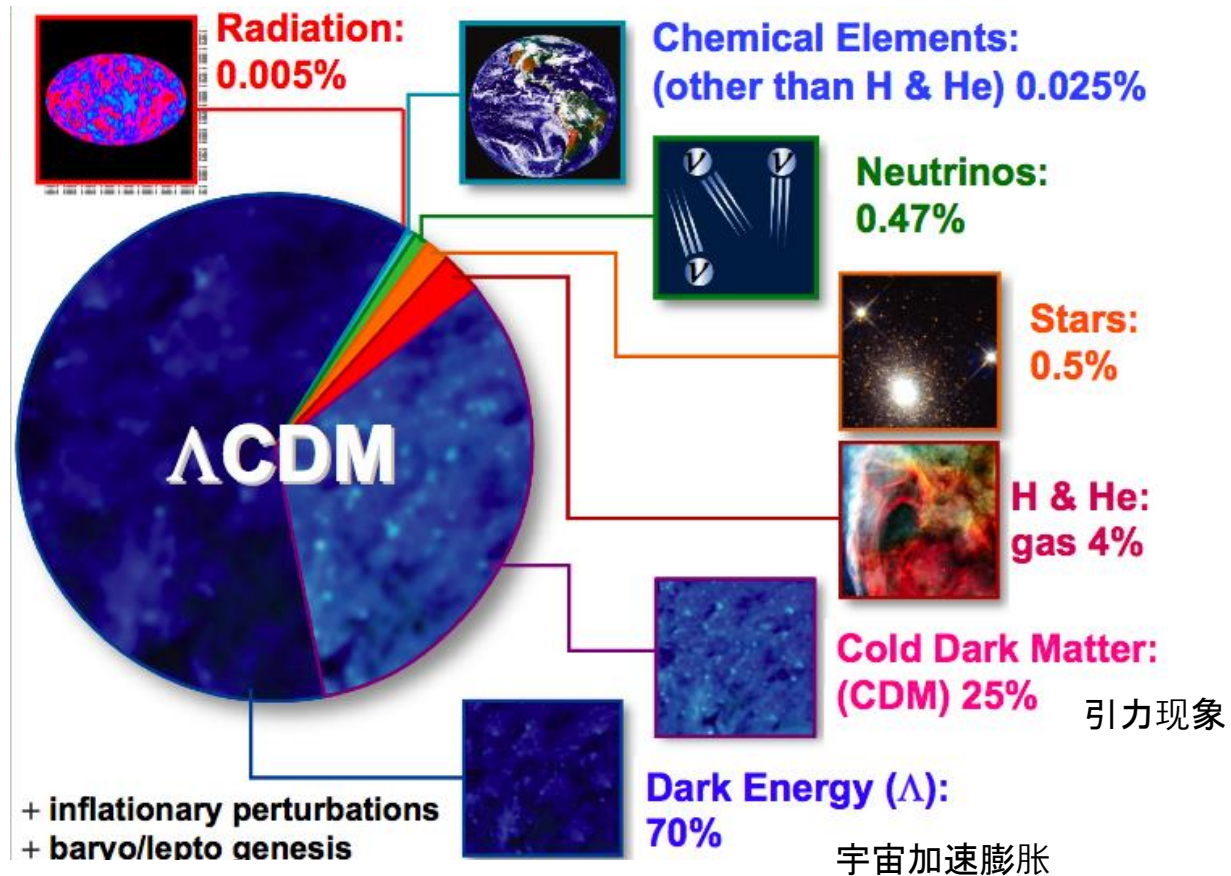 Radiation:
0.005%
Chemical Elements:
(other than H & He) 0.025%
Neutrinos:
0.47%
ν ν
ν
Stars:
0.5%
ΛCDM
H & He:
gas 4%
Cold Dark Matter:
(CDM) 25%
引力现象
Dark Energy (Λ):
70%
+ inflationary perturbations
+ baryo/lepto genesis
宇宙加速膨胀